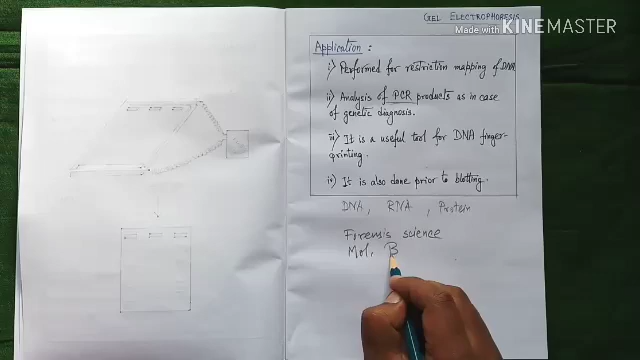 GEL ELECTROPHORESIS
Made with KINEMASTER
Application :
i) Performed for restriction mapping of DNA
ii) Analysis of PCR products as in case
of genetic diagnosis.
iii) It is a useful tool for DNA finger-
printing.
iv) It is also done prior to blotting.
DNA, RNA, Protein
Firensis science
Mol. B